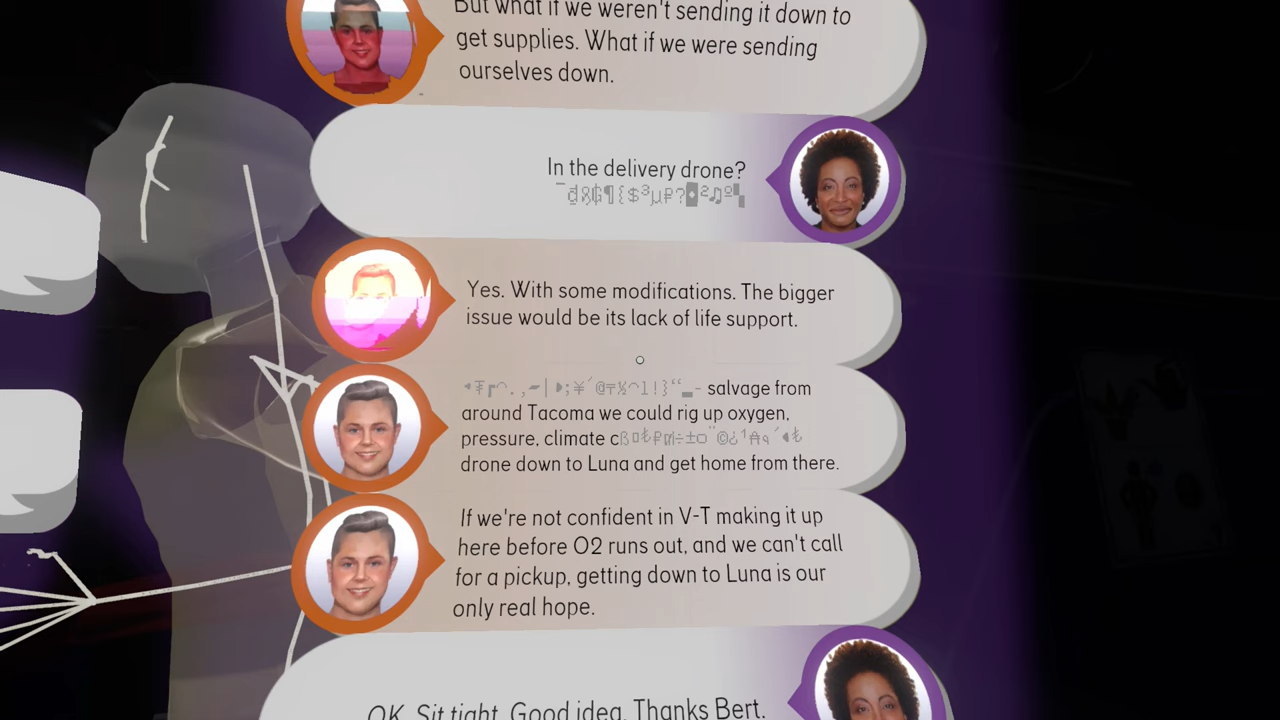 But what if we weren't sending it down to
get supplies. What if we were sending
ourselves down.
In the delivery drone?
Yes. With some modifications. The bigger
issue would be its lack of life support.
salvage from
around Tacoma we could rig up oxygen,
pressure, climate c
drone down to Luna and get home from there.
If we're not confident in V-T making it up
here before O2 runs out, and we can't call
for a pickup, getting down to Luna is our
only real hope.
OK. Sit tight. Good idea. Thanks Bert.